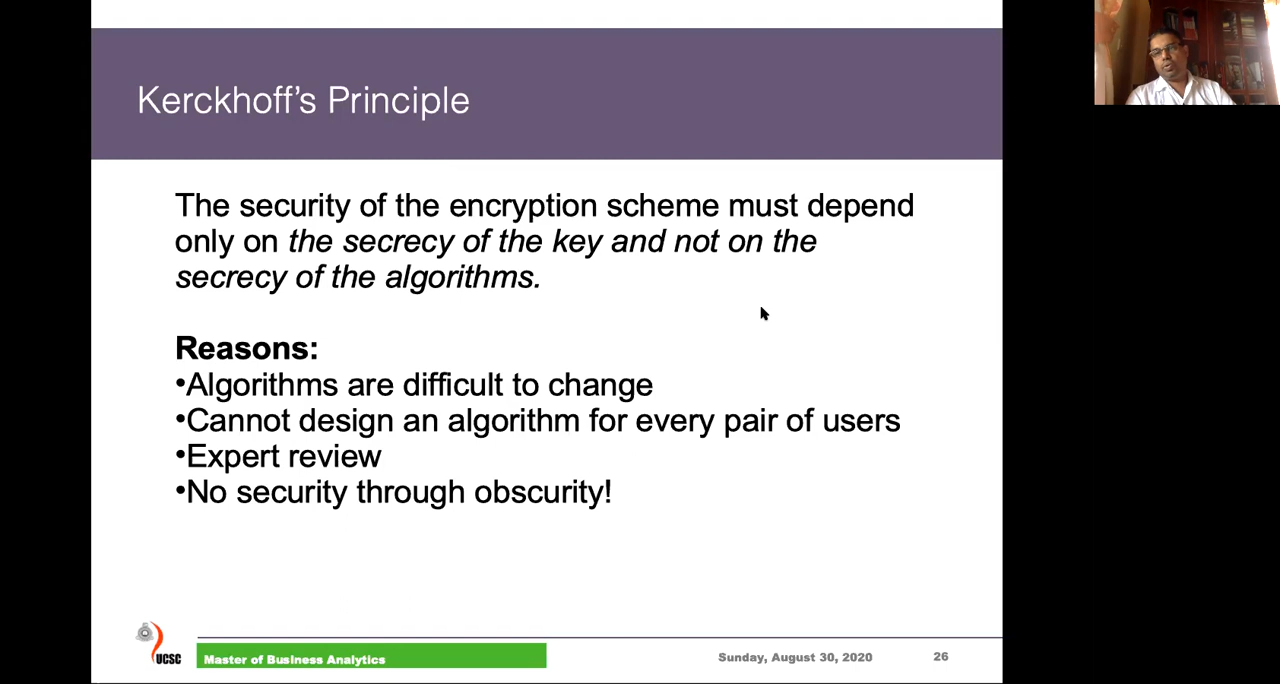 Kerckhoff's Principle
The security of the encryption scheme must depend
only on the secrecy of the key and not on the
secrecy of the algorithms.
Reasons:
•Algorithms are difficult to change
•Cannot design an algorithm for every pair of users
•Expert review
•No security through obscurity!
UCSC
Master of Business Analytics
Sunday, August 30, 2020
26